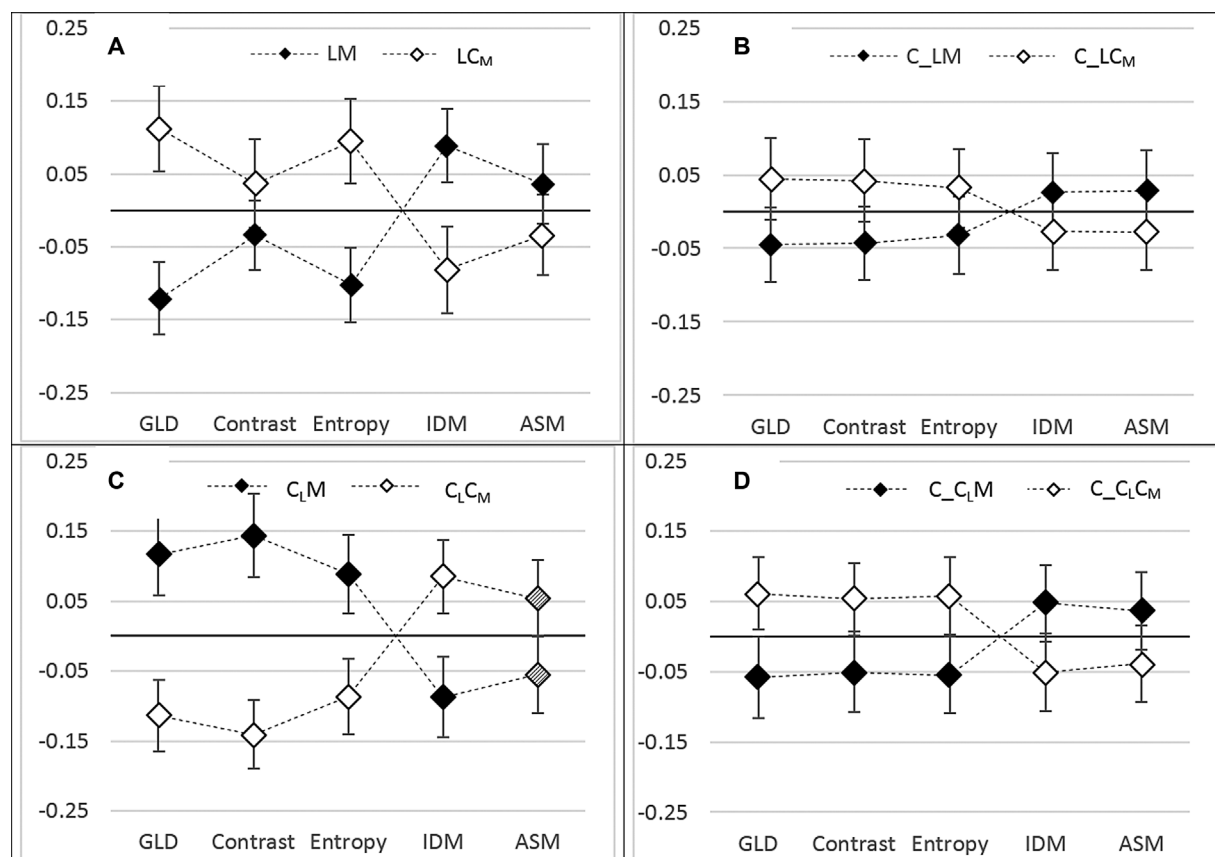 A
LM LCM
0.25
0.15
0.05
-0.05
-0.15
-0.25
GLD Contrast Entropy IDM ASM
B
C_LM C_LCM
0.25
0.15
0.05
-0.05
-0.15
-0.25
GLD Contrast Entropy IDM ASM
C
CLM CLCM
0.25
0.15
0.05
-0.05
-0.15
-0.25
GLD Contrast Entropy IDM ASM
D
C_CLM C_CLCM
0.25
0.15
0.05
-0.05
-0.15
-0.25
GLD Contrast Entropy IDM ASM